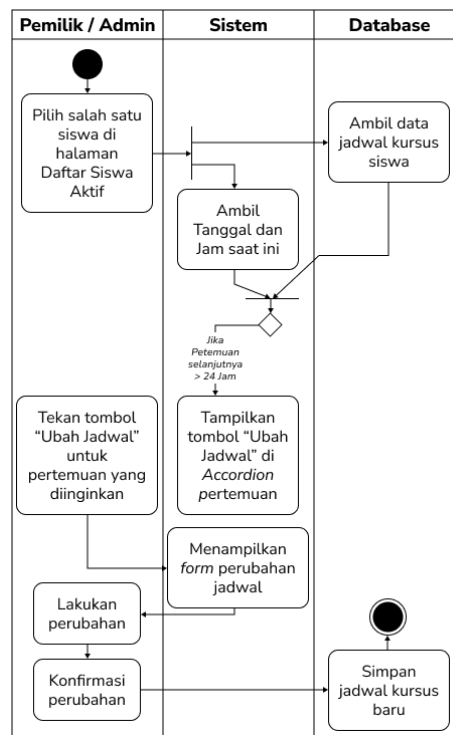 Pemilik / Admin
Sistem
Database
Pilih salah satu
siswa di
halaman
Daftar Siswa
Aktif
Ambil data
jadwal kursus
siswa
Ambil
Tanggal dan
Jam saat ini
Jika
Petemuan
selanjutnya
> 24 Jam
Tekan tombol
“Ubah Jadwal”
untuk
pertemuan yang
diinginkan
Tampilkan
tombol “Ubah
Jadwal” di
Accordion
pertemuan
Menampilkan
form perubahan
jadwal
Lakukan
perubahan
Konfirmasi
perubahan
Simpan
jadwal kursus
baru